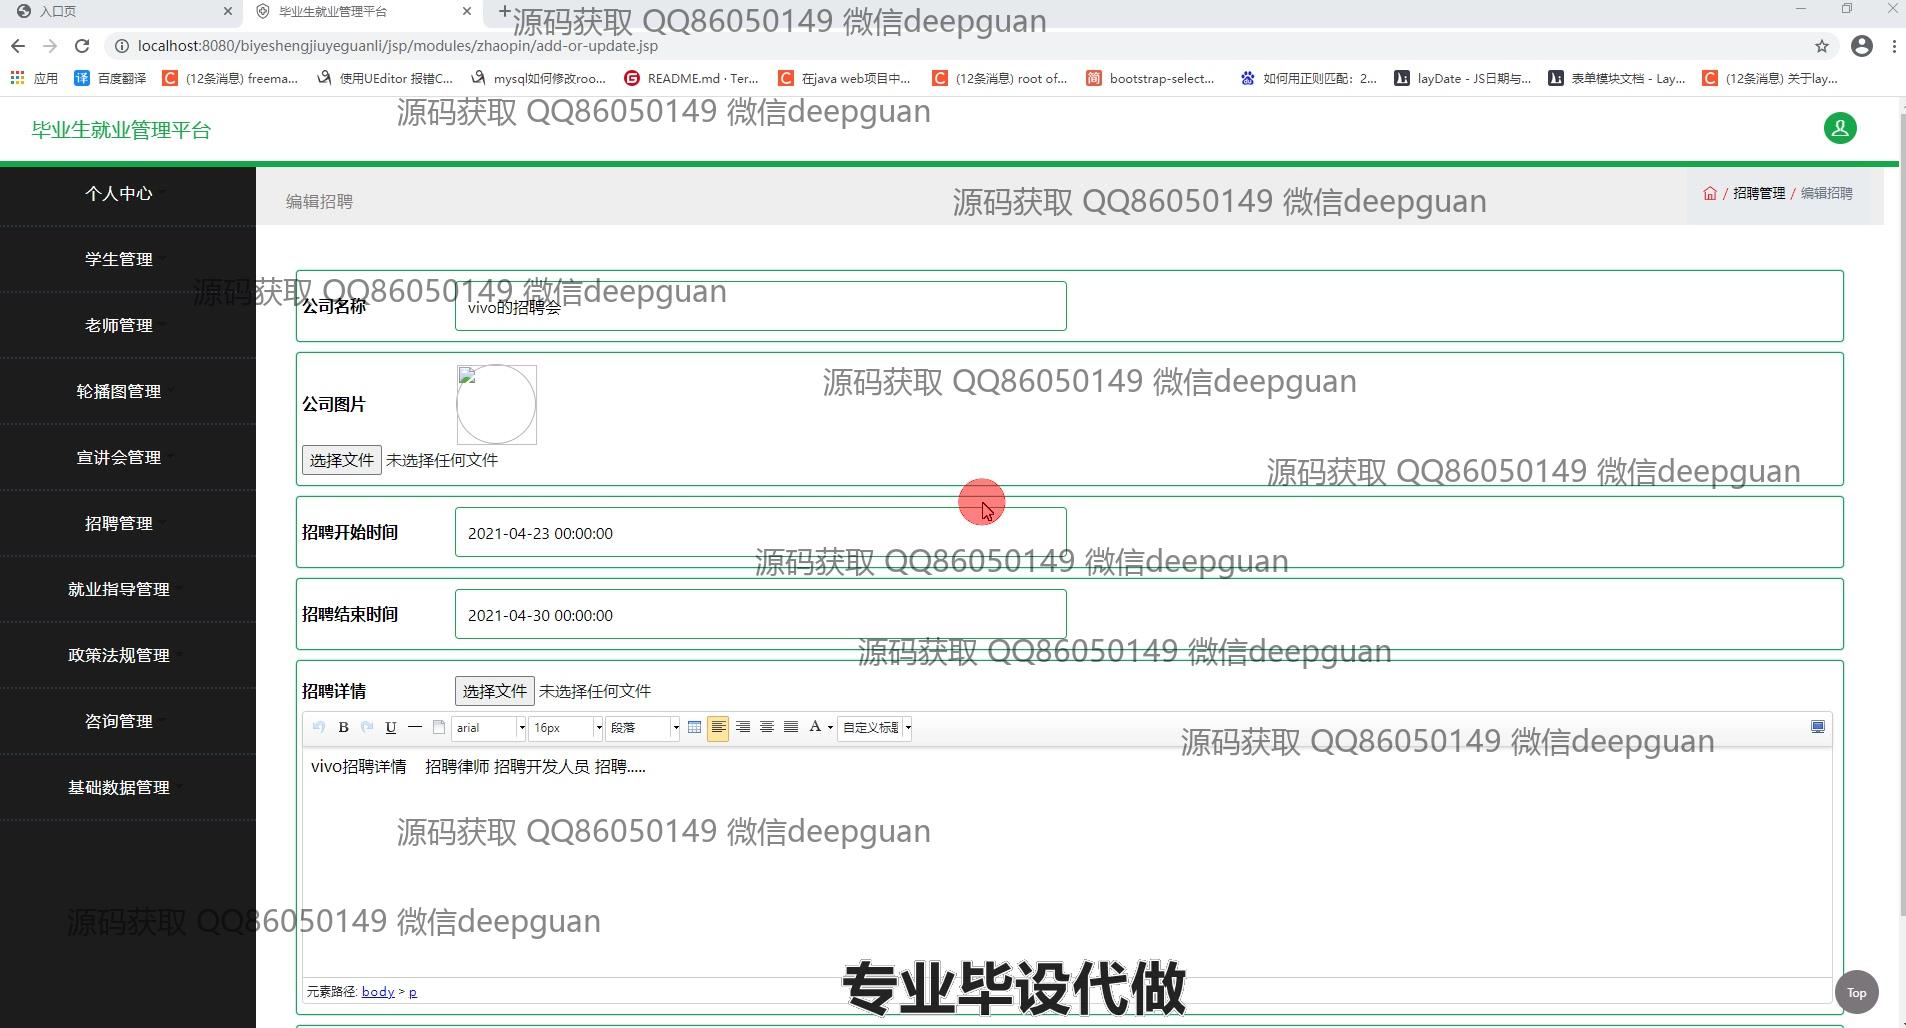 入口页
毕业生就业管理平台
源码获取 QQ86050149 微信deepguan
localhost:8080/biyeshengjiuyeguanli/jsp/modules/zhaopin/add-or-update.jsp
应用 百度翻译 (12条消息) freema... 使用UEditor 报错C... mysql如何修改roo... README.md · Ter... 在java web项目中... (12条消息) root of... bootstrap-select... 如何用正则匹配：2... layDate - JS日期与... 表单模块文档 - Lay... (12条消息) 关于lay...
源码获取 QQ86050149 微信deepguan
毕业生就业管理平台
个人中心
编辑招聘
源码获取 QQ86050149 微信deepguan
/ 招聘管理 / 编辑招聘
学生管理
源码获取 QQ86050149 微信deepguan
公司名称 vivo的招聘会
老师管理
轮播图管理
源码获取 QQ86050149 微信deepguan
公司图片
宣讲会管理
选择文件 未选择任何文件
源码获取 QQ86050149 微信deepguan
招聘管理
招聘开始时间 2021-04-23 00:00:00
源码获取 QQ86050149 微信deepguan
就业指导管理
招聘结束时间 2021-04-30 00:00:00
政策法规管理
源码获取 QQ86050149 微信deepguan
招聘详情 选择文件 未选择任何文件
咨询管理
B U arial 16px 段落 A 自定义标题
源码获取 QQ86050149 微信deepguan
vivo招聘详情 招聘律师 招聘开发人员 招聘.....
基础数据管理
源码获取 QQ86050149 微信deepguan
源码获取 QQ86050149 微信deepguan
专业毕设代做
元素路径: body > p
Top